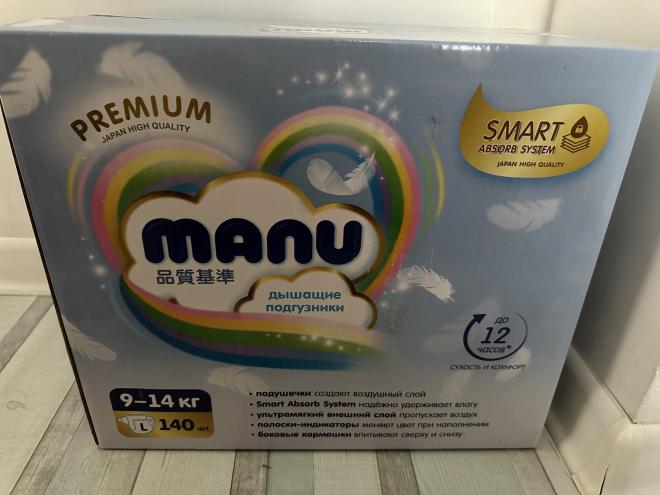 PREMIUM
JAPAN HIGH QUALITY
SMART
ABSORB SYSTEM
JAPAN HIGH QUALITY
manu
品質基準
дышащие
подгузники
до
12
часов*
сухость и комфорт
9–14 кг
L 140 шт.
• подушечки создают воздушный слой
• Smart Absorb System надёжно удерживает влагу
• ультрамягкий внешний слой пропускает воздух
• полоски-индикаторы меняют цвет при наполнении
• боковые кармашки впитывают сверху и снизу